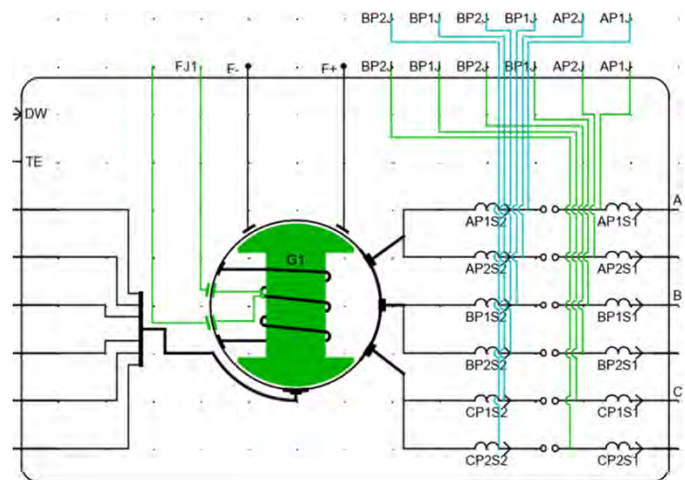 BP2J BP1J BP2J BP1J AP2J AP1J
FJ1 F- F+ BP2J BP1J BP2J BP1J AP2J AP1J
DW
TE
A
AP1S2 AP1S1
G1
AP2S2 AP2S1
B
BP1S2 BP1S1
BP2S2 BP2S1
C
CP1S2 CP1S1
CP2S2 CP2S1